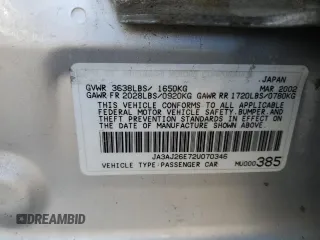 JAPAN
GVWR 3638LBS/ 1650KG MAR 2002
GAWR FR 2028LBS/0920KG GAWR RR 1720LBS/0780KG
THIS VEHICLE CONFORMS TO ALL APPLICABLE
FEDERAL MOTOR VEHICLE SAFETY, BUMPER,
AND THEFT PREVENTION STANDARDS IN EFFECT
ON THE DATE OF MANUFACTURE SHOWN ABOVE.
JA3AJ26E72U070346
VEHICLE TYPE-PASSENGER CAR MU000385
DREAMBID